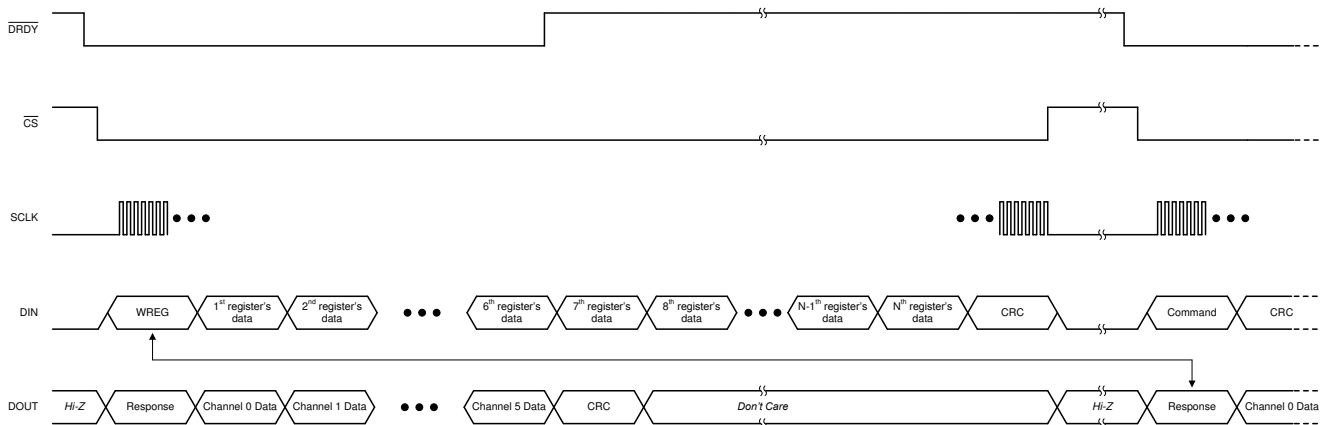 DRDY
CS
SCLK
DIN
WREG
1st register's
data
2nd register's
data
6th register's
data
7th register's
data
8th register's
data
N-1th register's
data
Nth register's
data
CRC
Command
CRC
DOUT
Hi-Z
Response
Channel 0 Data
Channel 1 Data
Channel 5 Data
CRC
Don't Care
Hi-Z
Response
Channel 0 Data